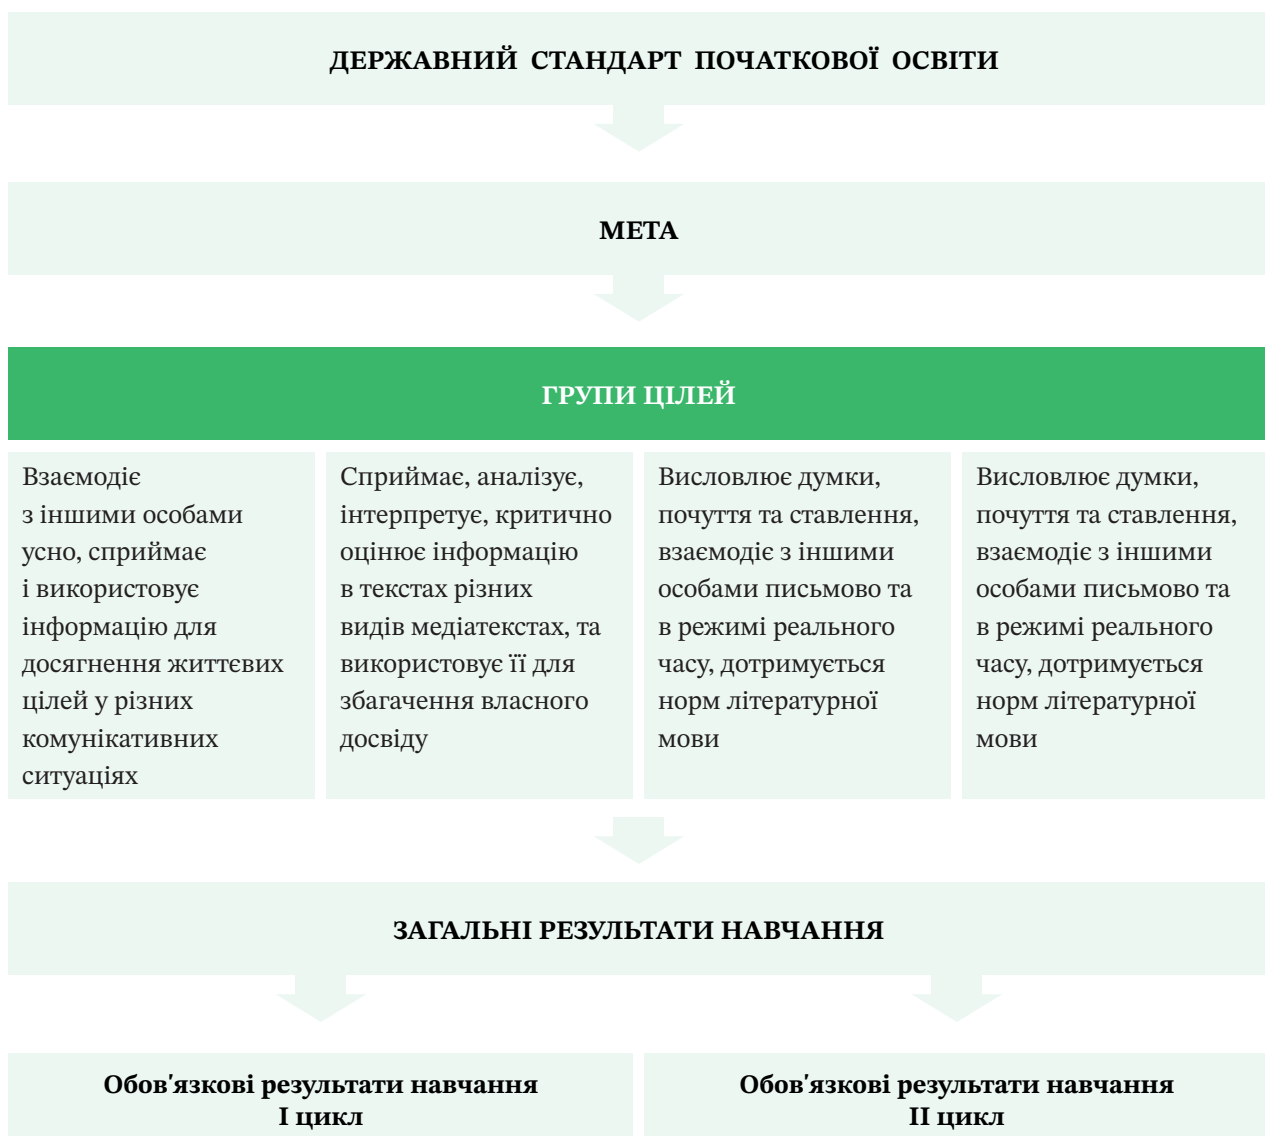 ДЕРЖАВНИЙ СТАНДАРТ ПОЧАТКОВОЇ ОСВІТИ
МЕТА
ГРУПИ ЦІЛЕЙ
Взаємодіє
з іншими особами
усно, сприймає
і використовує
інформацію для
досягнення життєвих
цілей у різних
комунікативних
ситуаціях
Сприймає, аналізує,
інтерпретує, критично
оцінює інформацію
в текстах різних
видів медіатекстах, та
використовує її для
збагачення власного
досвіду
Висловлює думки,
почуття та ставлення,
взаємодіє з іншими
особами письмово та
в режимі реального
часу, дотримується
норм літературної
мови
Висловлює думки,
почуття та ставлення,
взаємодіє з іншими
особами письмово та
в режимі реального
часу, дотримується
норм літературної
мови
ЗАГАЛЬНІ РЕЗУЛЬТАТИ НАВЧАННЯ
Обов'язкові результати навчання
І цикл
Обов'язкові результати навчання
ІІ цикл